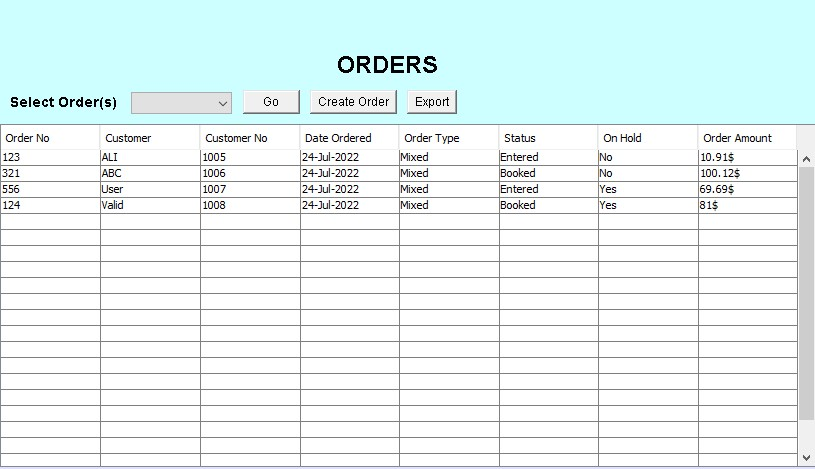 ORDERS
Select Order(s) Go Create Order Export
Order No Customer Customer No Date Ordered Order Type Status On Hold Order Amount
123 ALI 1005 24-Jul-2022 Mixed Entered No 10.91$
321 ABC 1006 24-Jul-2022 Mixed Booked No 100.12$
556 User 1007 24-Jul-2022 Mixed Entered Yes 69.69$
124 Valid 1008 24-Jul-2022 Mixed Booked Yes 81$